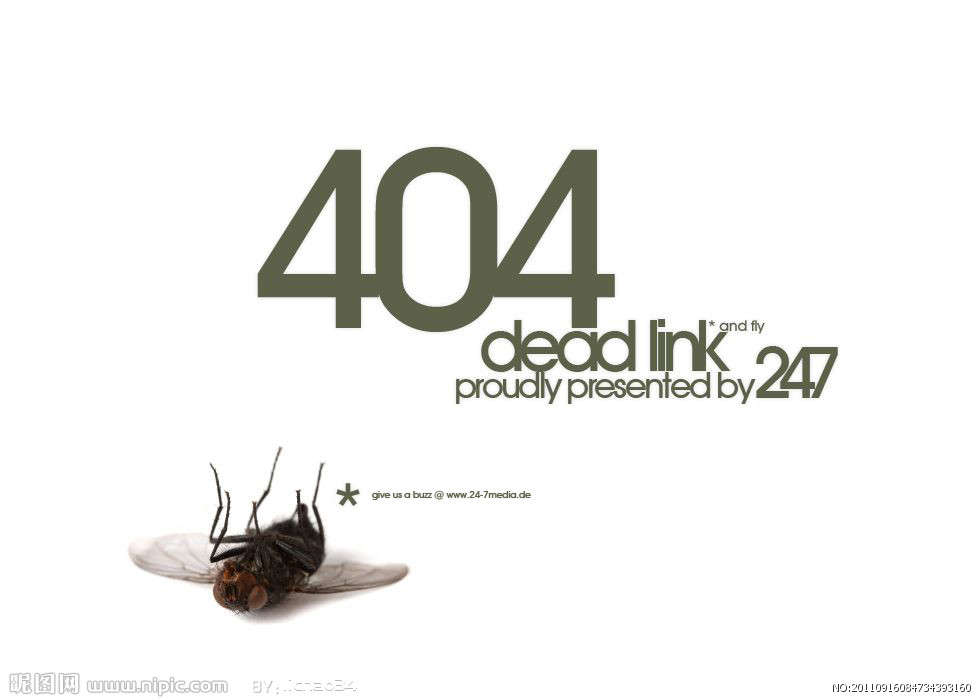 404
dead link * and fly
proudly presented by 247
* give us a buzz @ www.24-7media.de
昵图网 www.nipic.com BY:
NO:20110916084734393160